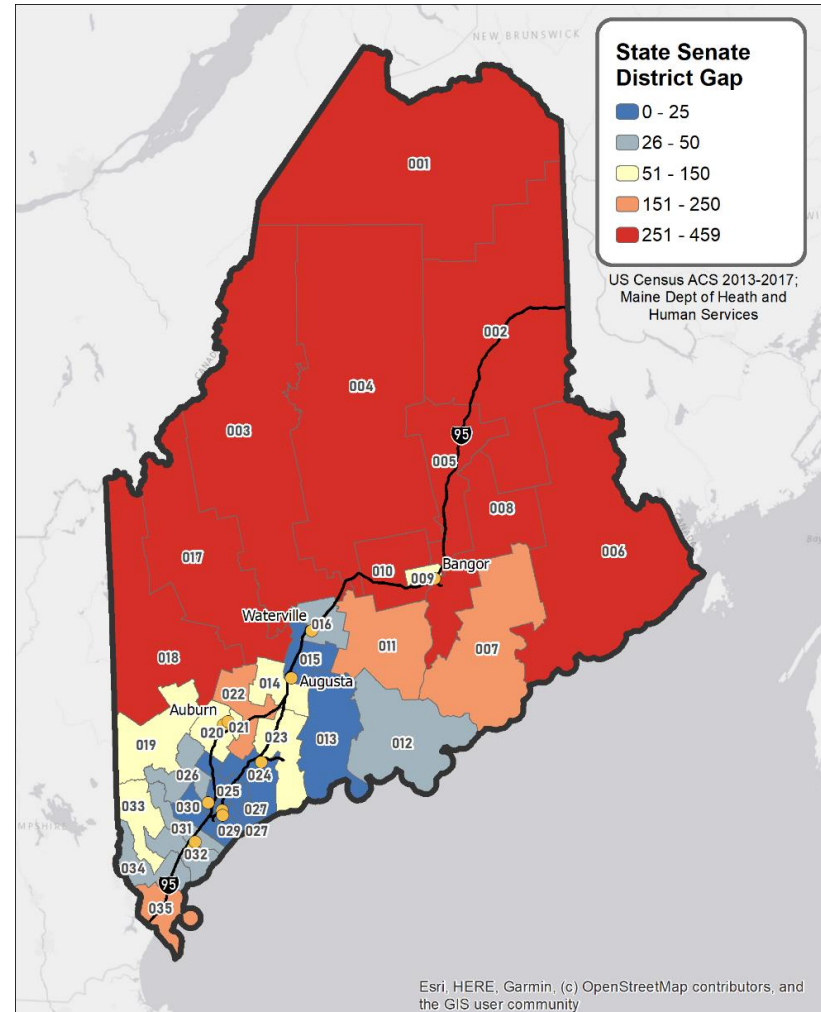 NEW BRUNSWICK
State Senate
District Gap
0 - 25
26 - 50
51 - 150
151 - 250
251 - 459
US Census ACS 2013-2017;
Maine Dept of Heath and
Human Services
001
002
004
003
95
005
008
006
017
Bangor
010
009
Waterville
016
011
007
018
015
014
Augusta
022
Auburn
021
020
023
013
012
019
024
026
025
030
027
033
031
029
027
032
034
95
035
Esri, HERE, Garmin, (c) OpenStreetMap contributors, and
the GIS user community